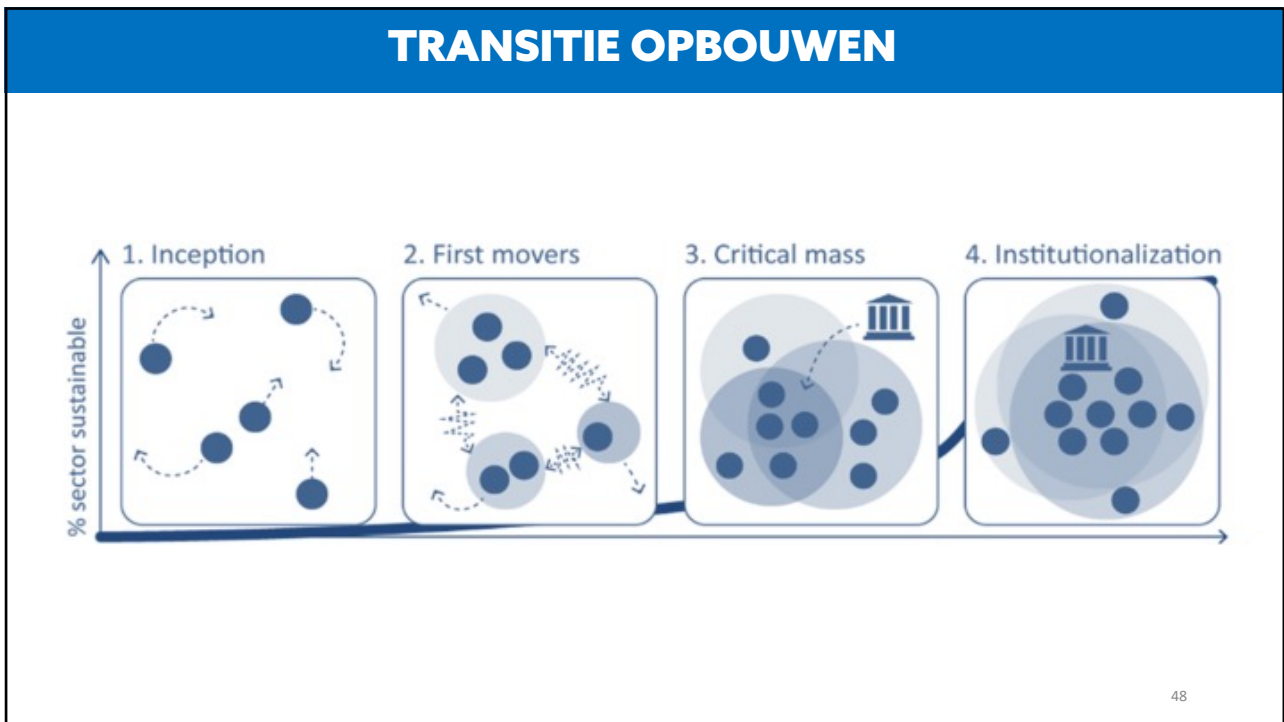 TRANSITIE OPBOUWEN
1. Inception
2. First movers
3. Critical mass
4. Institutionalization
% sector sustainable
48